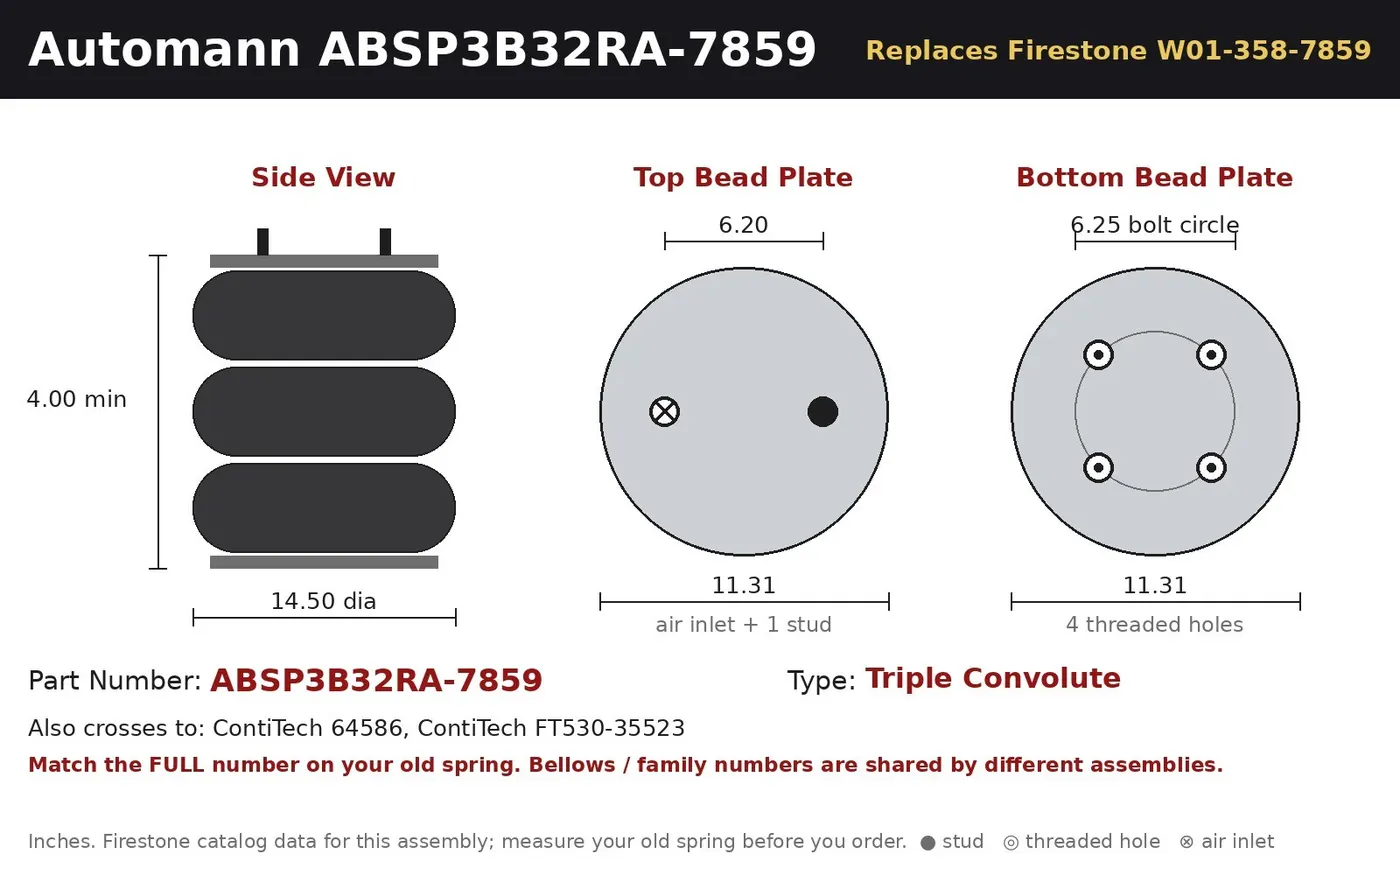 Automann ABSP3B32RA-7859
Replaces Firestone W01-358-7859
Side View
Top Bead Plate
Bottom Bead Plate
6.20
6.25 bolt circle
4.00 min
14.50 dia
11.31
11.31
air inlet + 1 stud
4 threaded holes
Part Number: ABSP3B32RA-7859
Type: Triple Convolute
Also crosses to: ContiTech 64586, ContiTech FT530-35523
Match the FULL number on your old spring. Bellows / family numbers are shared by different assemblies.
Inches. Firestone catalog data for this assembly; measure your old spring before you order. ● stud ◎ threaded hole ⊗ air inlet